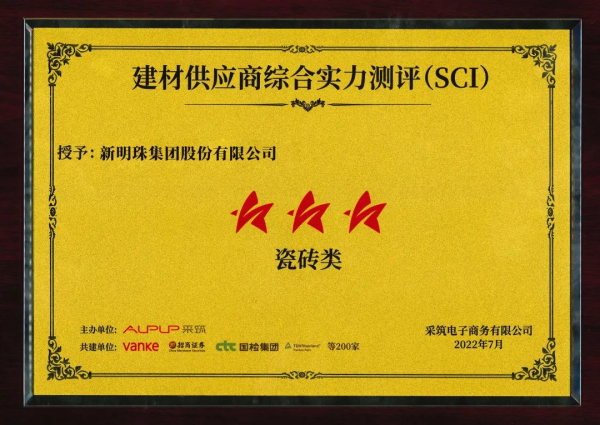 建材供应商综合实力测评(SCI)
授予:新明珠集团股份有限公司
瓷砖类
主办单位: AUPUP 采筑
采筑电子商务有限公司
共建单位: vanke 招商证券 ctc 国检集团 TÜVRheinland 等200家
2022年7月